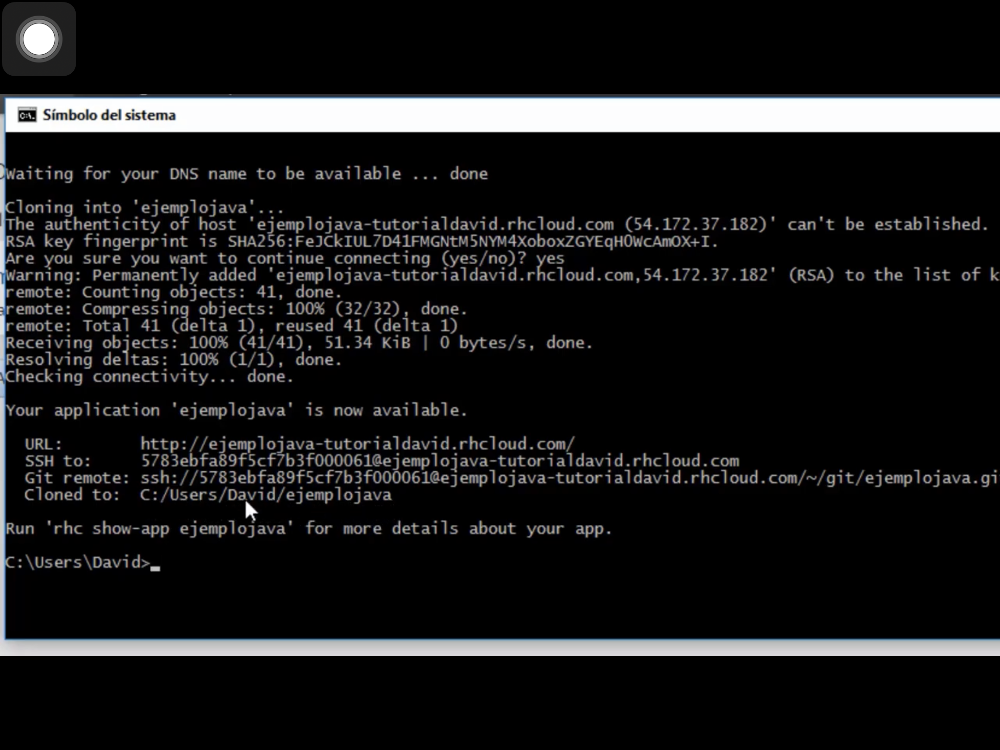 Símbolo del sistema
Waiting for your DNS name to be available ... done
Cloning into 'ejemplojava'...
The authenticity of host 'ejemplojava-tutorialdavid.rhcloud.com (54.172.37.182)' can't be established.
RSA key fingerprint is SHA256:FeJCkIUL7D41FMGNtM5NYM4XoboxZGYEqH0WcAmOX+I.
Are you sure you want to continue connecting (yes/no)? yes
Warning: Permanently added 'ejemplojava-tutorialdavid.rhcloud.com,54.172.37.182' (RSA) to the list of k
remote: Counting objects: 41, done.
remote: Compressing objects: 100% (32/32), done.
remote: Total 41 (delta 1), reused 41 (delta 1)
Receiving objects: 100% (41/41), 51.34 KiB | 0 bytes/s, done.
Resolving deltas: 100% (1/1), done.
Checking connectivity... done.
Your application 'ejemplojava' is now available.
URL: http://ejemplojava-tutorialdavid.rhcloud.com/
SSH to: 5783ebfa89f5cf7b3f000061@ejemplojava-tutorialdavid.rhcloud.com
Git remote: ssh://5783ebfa89f5cf7b3f000061@ejemplojava-tutorialdavid.rhcloud.com/~/git/ejemplojava.gi
Cloned to: C:/Users/David/ejemplojava
Run 'rhc show-app ejemplojava' for more details about your app.
C:\Users\David>